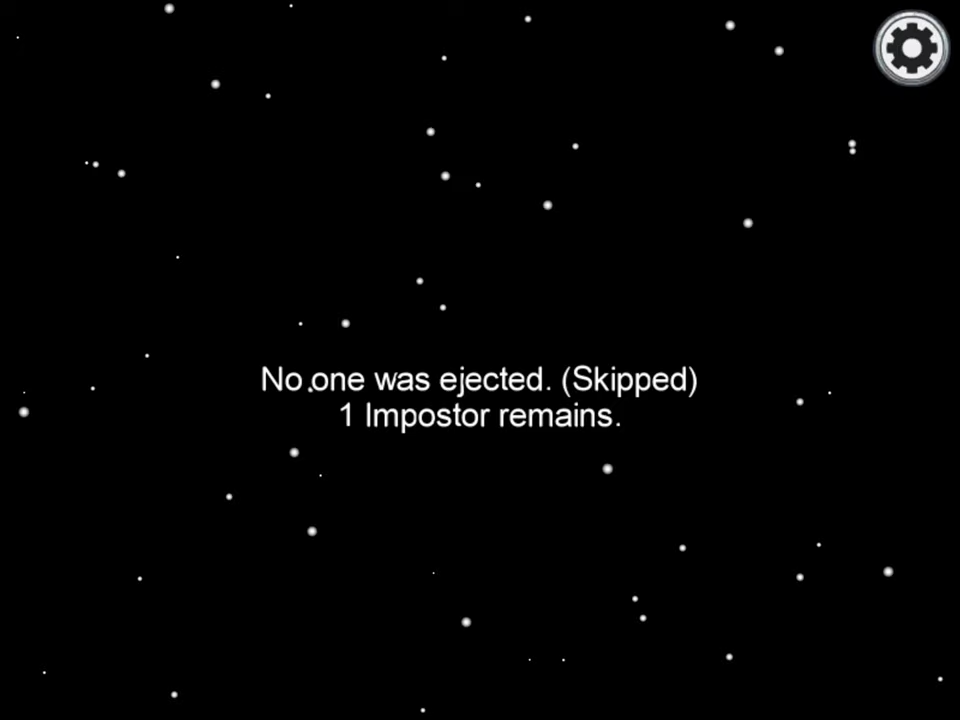 No one was ejected. (Skipped)
1 Impostor remains.